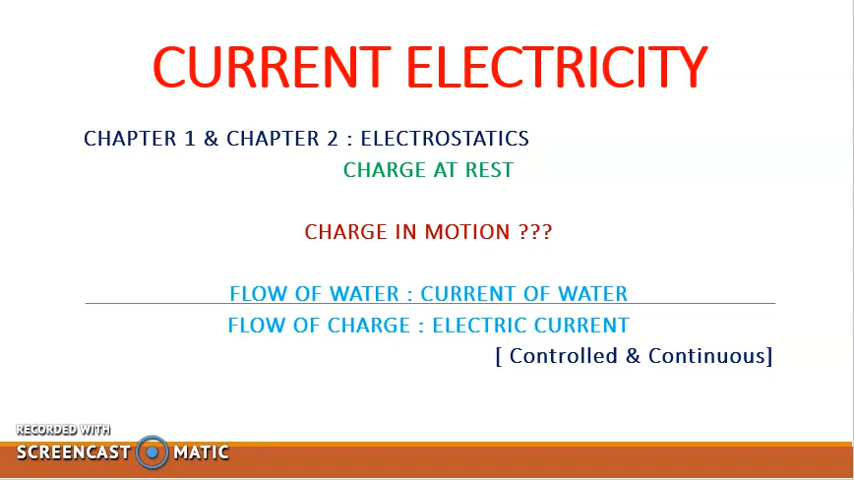 CURRENT ELECTRICITY
CHAPTER 1 & CHAPTER 2 : ELECTROSTATICS
CHARGE AT REST
CHARGE IN MOTION ???
FLOW OF WATER : CURRENT OF WATER
FLOW OF CHARGE : ELECTRIC CURRENT
[ Controlled & Continuous]
RECORDED WITH
SCREENCAST MATIC